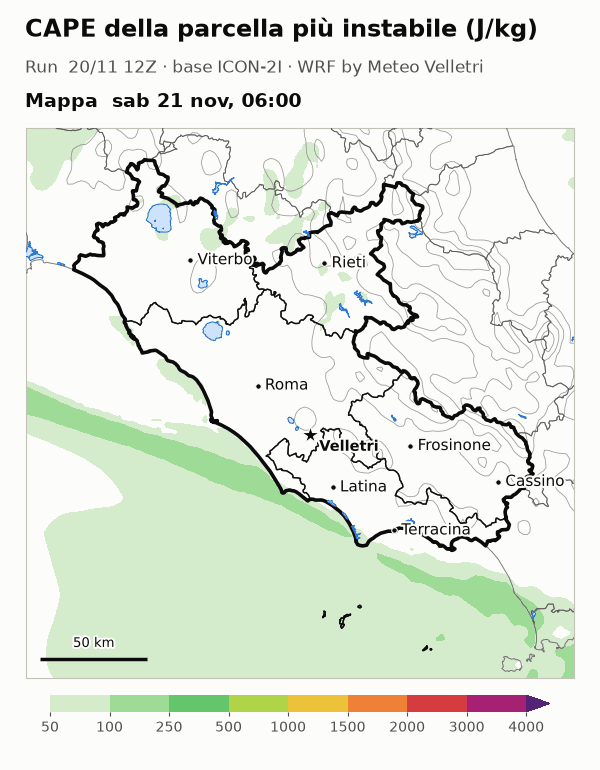 CAPE della parcella più instabile (J/kg)
Run  20/11 12Z · base ICON-2I · WRF by Meteo Velletri
Mappa  sab 21 nov, 06:00
Viterbo
Rieti
Roma
Velletri
Frosinone
Cassino
Latina
Terracina
50 km
50 100 250 500 1000 1500 2000 3000 4000